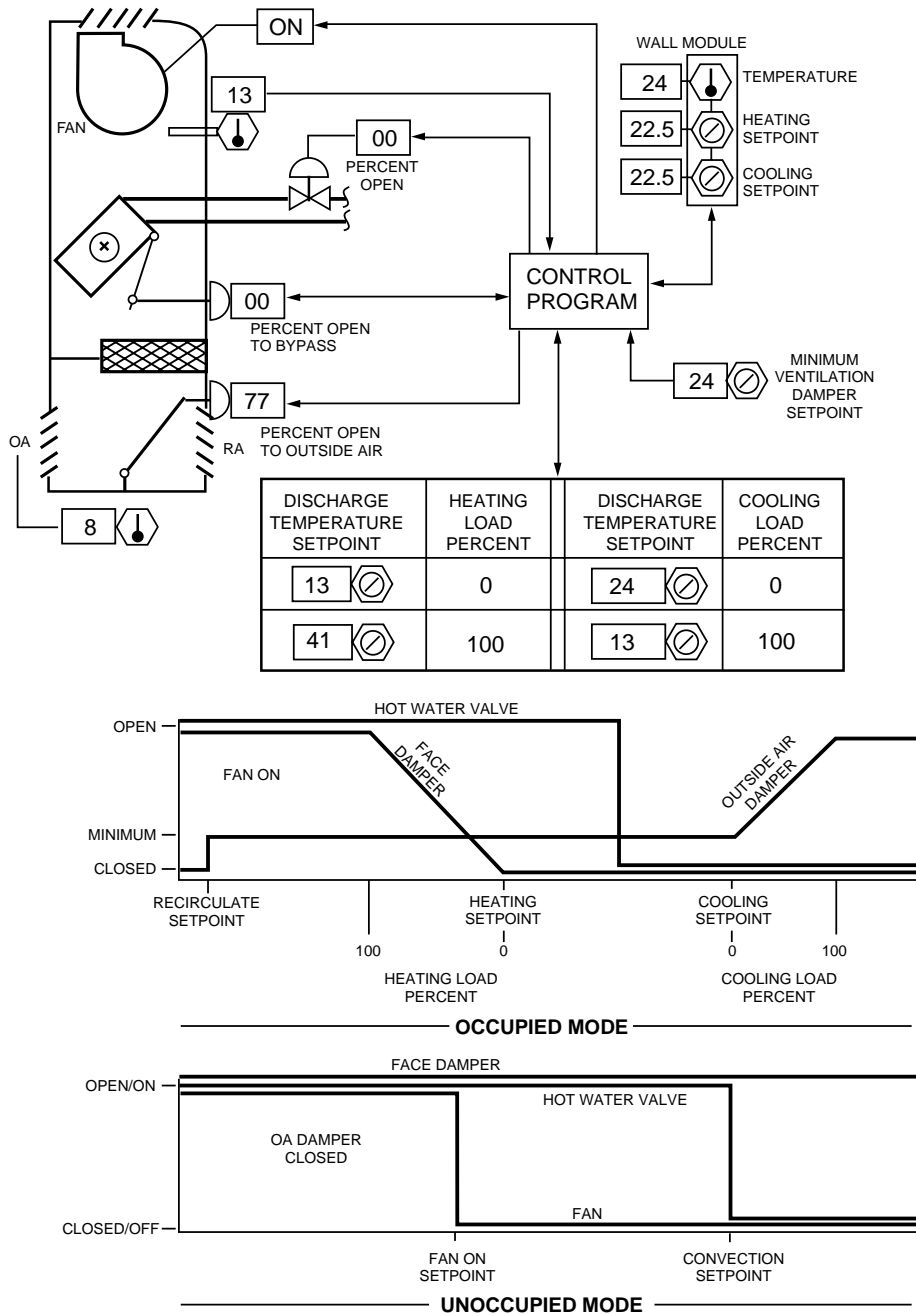 ON
WALL MODULE
24
TEMPERATURE
13
FAN
22.5
HEATING
SETPOINT
00
PERCENT
OPEN
22.5
COOLING
SETPOINT
CONTROL
PROGRAM
00
PERCENT OPEN
TO BYPASS
24
MINIMUM
VENTILATION
DAMPER
SETPOINT
77
PERCENT OPEN
TO OUTSIDE AIR
OA
RA
8
DISCHARGE
TEMPERATURE
SETPOINT
HEATING
LOAD
PERCENT
DISCHARGE
TEMPERATURE
SETPOINT
COOLING
LOAD
PERCENT
13
0
24
0
41
100
13
100
HOT WATER VALVE
OPEN
FAN ON
FACE
DAMPER
OUTSIDE AIR
DAMPER
MINIMUM
CLOSED
RECIRCULATE
SETPOINT
HEATING
SETPOINT
COOLING
SETPOINT
100
0
0
100
HEATING LOAD
PERCENT
COOLING LOAD
PERCENT
OCCUPIED MODE
FACE DAMPER
OPEN/ON
HOT WATER VALVE
OA DAMPER
CLOSED
FAN
CLOSED/OFF
FAN ON
SETPOINT
CONVECTION
SETPOINT
UNOCCUPIED MODE